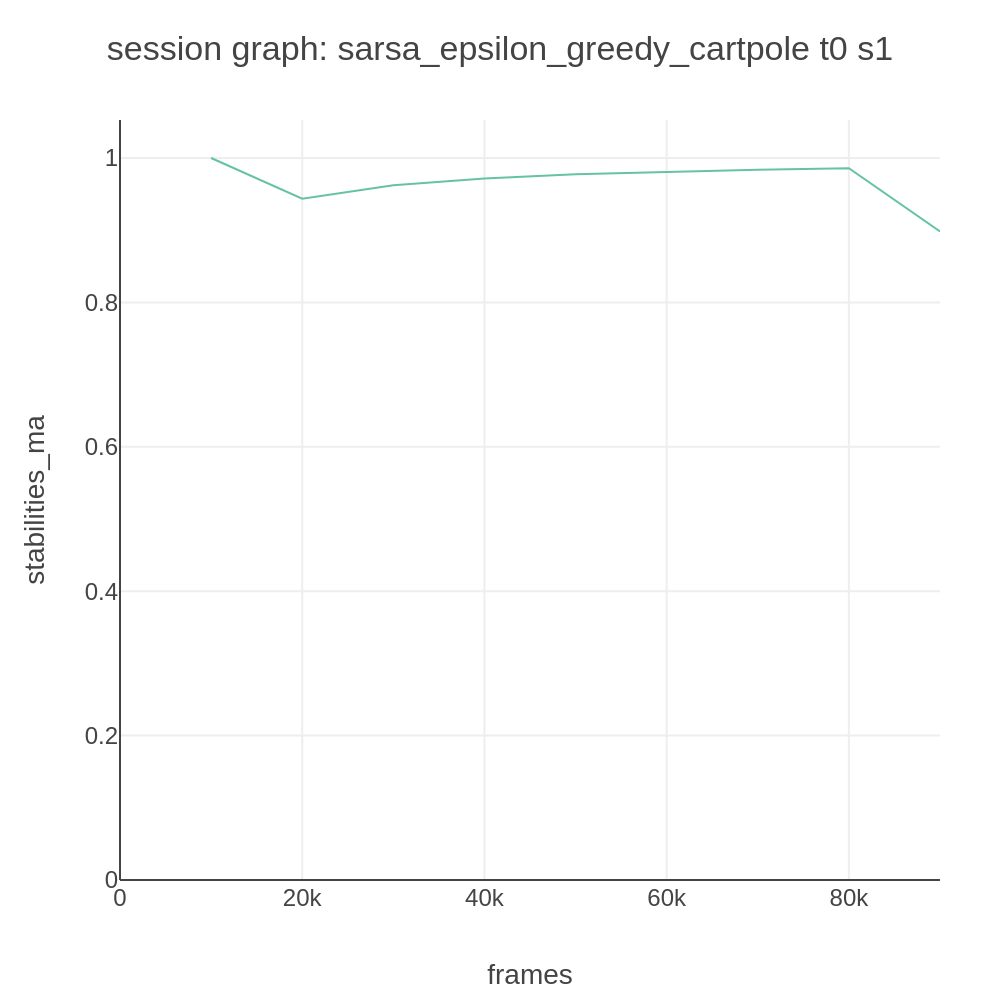 session graph: sarsa_epsilon_greedy_cartpole t0 s1
1
0.8
0.6
0.4
0.2
0
stabilities_ma
0
20k
40k
60k
80k
frames